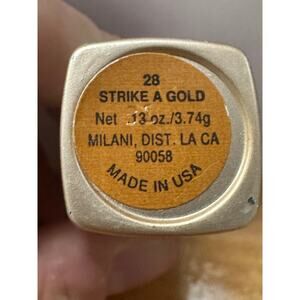 28
STRIKE A GOLD
Net .13 oz./3.74g
MILANI, DIST. LA CA
90058
MADE IN USA